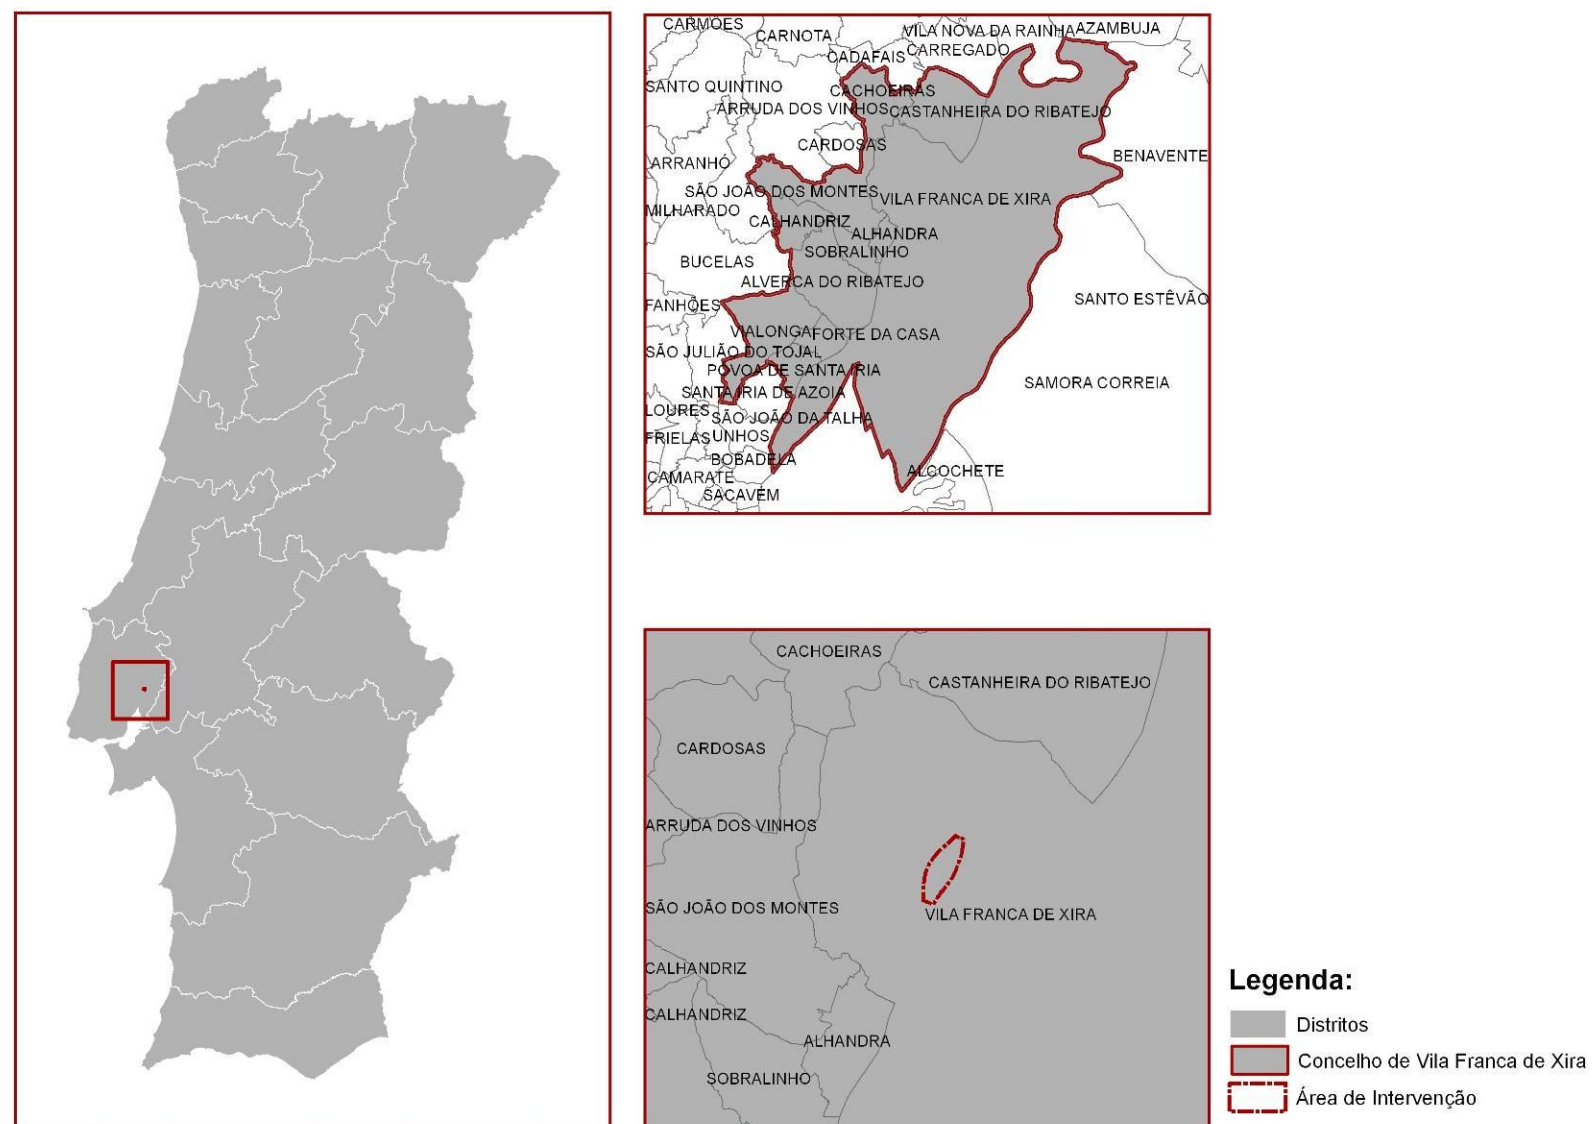 CARMÕES
CARNOTA
VILA NOVA DA RAINHA
AZAMBUJA
CADAFAIS
CARREGADO
SANTO QUINTINO
CACHOEIRAS
ARRUDA DOS VINHOS
CASTANHEIRA DO RIBATEJO
CARDOSAS
ARRANHÓ
BENAVENTE
SÃO JOÃO DOS MONTES
VILA FRANCA DE XIRA
MILHARADO
CALHANDRIZ
ALHANDRA
SOBRALINHO
BUCELAS
ALVERCA DO RIBATEJO
FANHÕES
SANTO ESTÊVÃO
VIALONGA
FORTE DA CASA
SÃO JULIÃO DO TOJAL
PÓVOA DE SANTA IRIA
SAMORA CORREIA
SANTA IRIA DE AZOIA
LOURES
SÃO JOÃO DA TALHA
FRIELAS
UNHOS
BOBADELA
ALCOCHETE
CAMARATE
SACAVÉM
CACHOEIRAS
CASTANHEIRA DO RIBATEJO
CARDOSAS
ARRUDA DOS VINHOS
SÃO JOÃO DOS MONTES
VILA FRANCA DE XIRA
CALHANDRIZ
CALHANDRIZ
ALHANDRA
SOBRALINHO
Legenda:
Distritos
Concelho de Vila Franca de Xira
Área de Intervenção